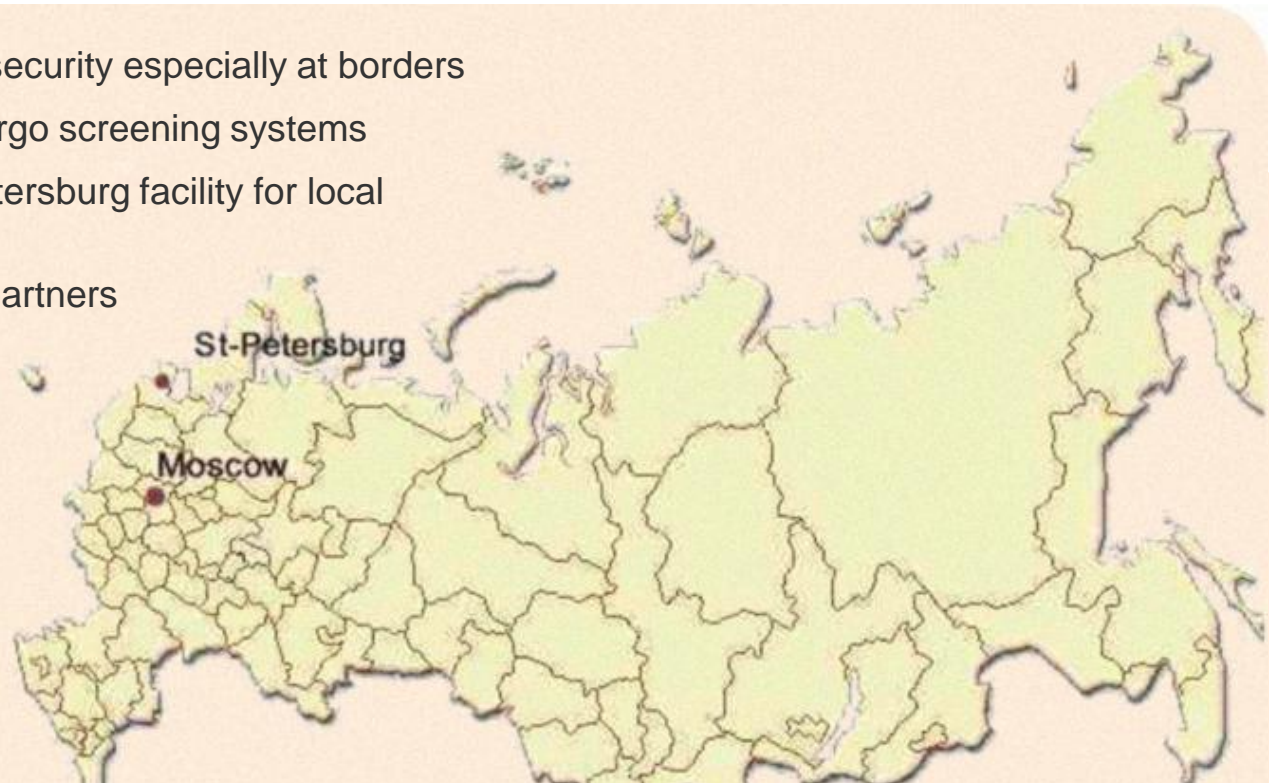 security especially at borders
rgo screening systems
tersburg facility for local
artners
St-Petersburg
Moscow